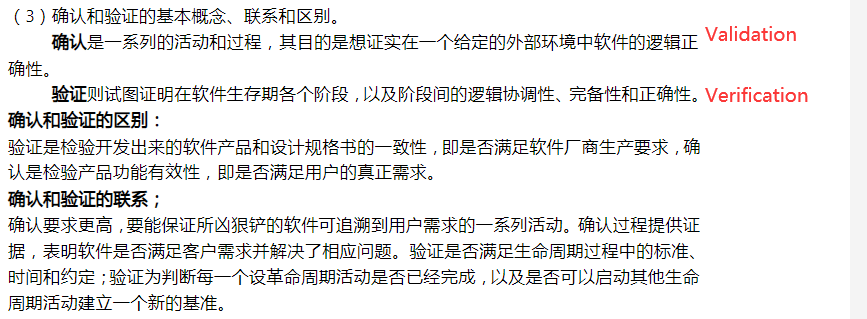 （3）确认和验证的基本概念、联系和区别。
确认是一系列的活动和过程，其目的是想证实在一个给定的外部环境中软件的逻辑正 Validation
确性。
验证则试图证明在软件生存期各个阶段，以及阶段间的逻辑协调性、完备性和正确性。 Verification
确认和验证的区别：
验证是检验开发出来的软件产品和设计规格书的一致性，即是否满足软件厂商生产要求，确
认是检验产品功能有效性，即是否满足用户的真正需求。
确认和验证的联系；
确认要求更高，要能保证所凶狠铲的软件可追溯到用户需求的一系列活动。确认过程提供证
据，表明软件是否满足客户需求并解决了相应问题。验证是否满足生命周期过程中的标准、
时间和约定；验证为判断每一个设革命周期活动是否已经完成，以及是否可以启动其他生命
周期活动建立一个新的基准。